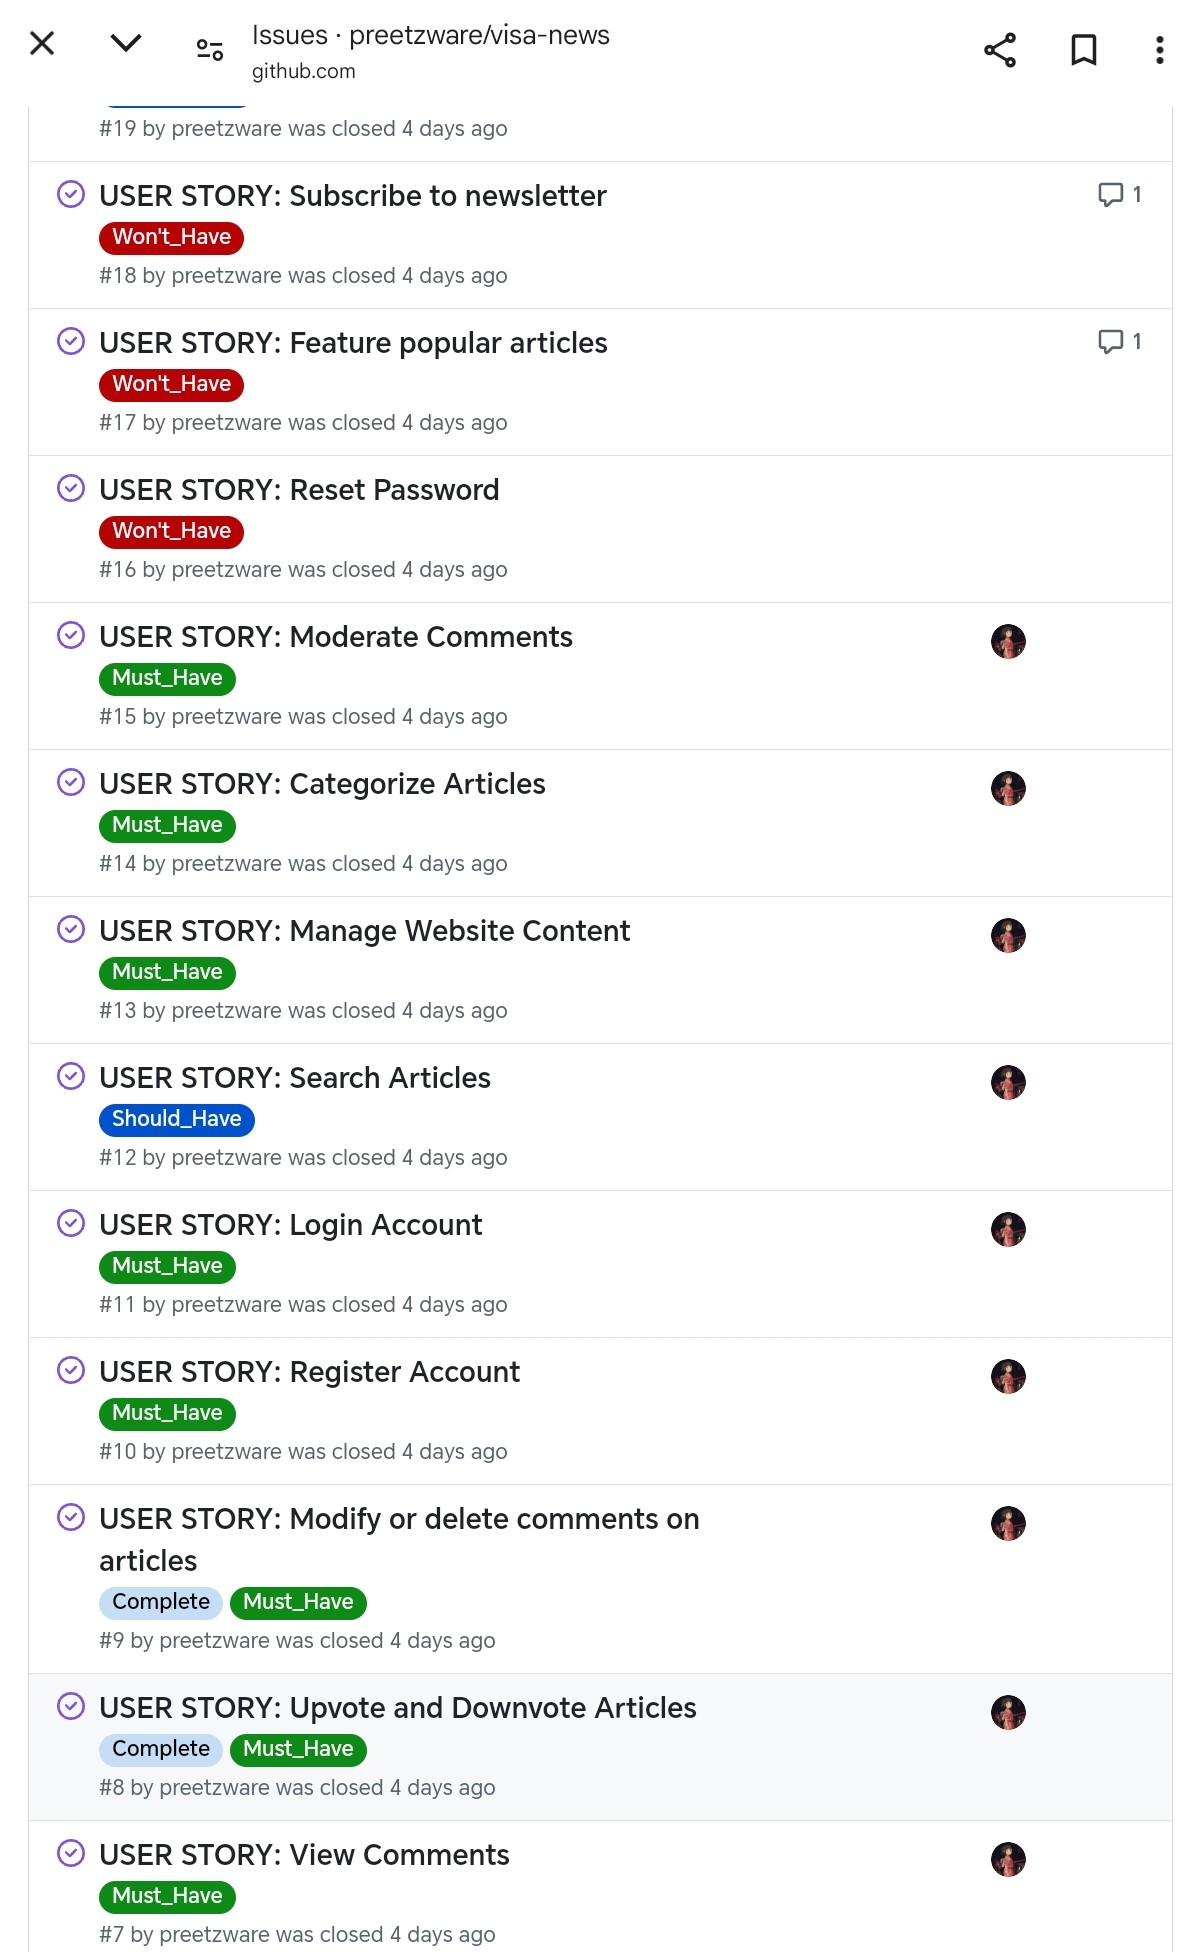 Issues · preetzware/visa-news
github.com
#19 by preetzware was closed 4 days ago
USER STORY: Subscribe to newsletter
1
Won't_Have
#18 by preetzware was closed 4 days ago
USER STORY: Feature popular articles
1
Won't_Have
#17 by preetzware was closed 4 days ago
USER STORY: Reset Password
Won't_Have
#16 by preetzware was closed 4 days ago
USER STORY: Moderate Comments
Must_Have
#15 by preetzware was closed 4 days ago
USER STORY: Categorize Articles
Must_Have
#14 by preetzware was closed 4 days ago
USER STORY: Manage Website Content
Must_Have
#13 by preetzware was closed 4 days ago
USER STORY: Search Articles
Should_Have
#12 by preetzware was closed 4 days ago
USER STORY: Login Account
Must_Have
#11 by preetzware was closed 4 days ago
USER STORY: Register Account
Must_Have
#10 by preetzware was closed 4 days ago
USER STORY: Modify or delete comments on
articles
Complete Must_Have
#9 by preetzware was closed 4 days ago
USER STORY: Upvote and Downvote Articles
Complete Must_Have
#8 by preetzware was closed 4 days ago
USER STORY: View Comments
Must_Have
#7 by preetzware was closed 4 days ago